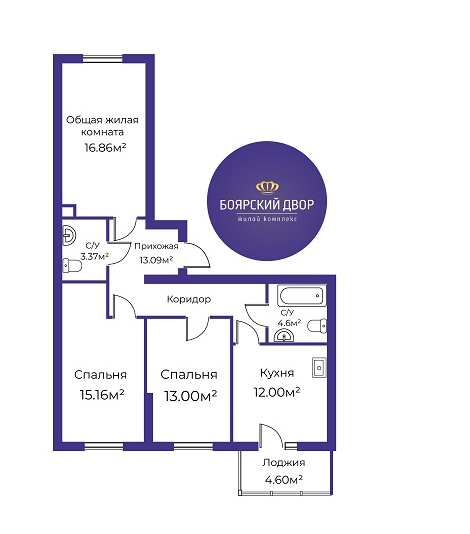 Общая жилая
комната
16.86м²
БОЯРСКИЙ ДВОР
жилой комплекс
С/У
3.37м²
Прихожая
13.09м²
Коридор
С/У
4.6м²
Спальня
15.16м²
Спальня
13.00м²
Кухня
12.00м²
Лоджия
4.60м²